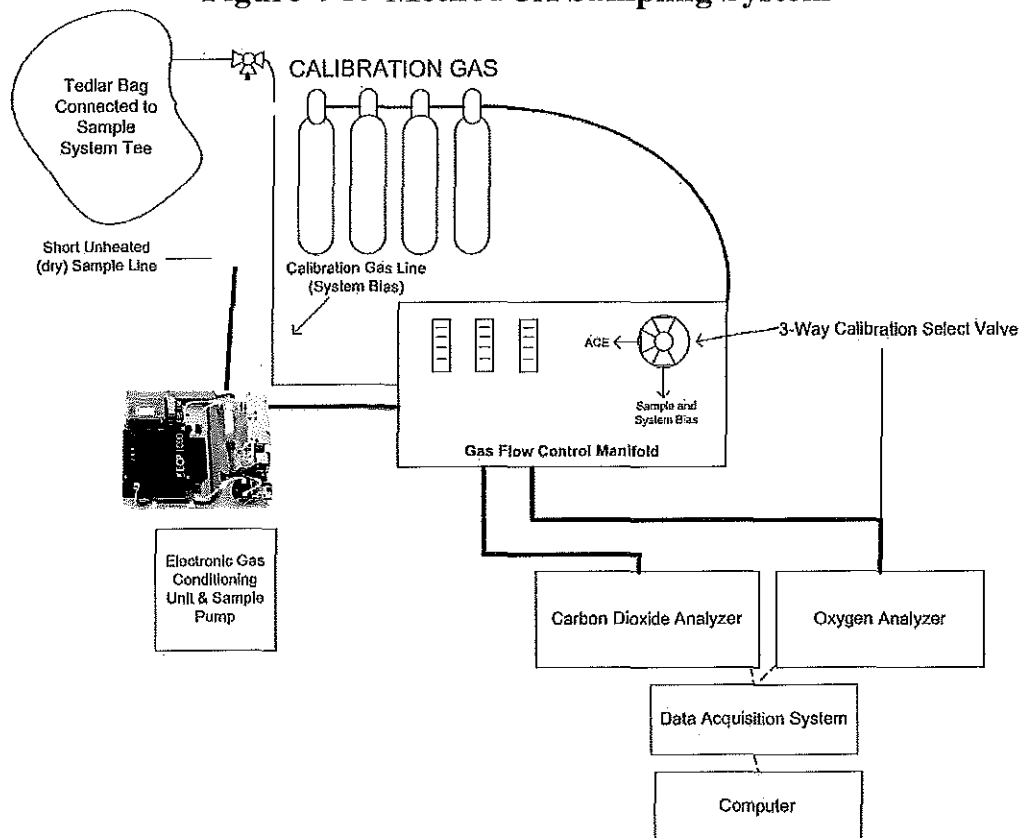 CALIBRATION GAS
Tedlar Bag
Connected to
Sample
System Tee
Short Unheated
(dry) Sample Line
Calibration Gas Line
(System Bias)
ACE
3-Way Calibration Select Valve
Sample and
System Bias
Gas Flow Control Manifold
Electronic Gas
Conditioning
Unit & Sample
Pump
Carbon Dioxide Analyzer
Oxygen Analyzer
Data Acquisition System
Computer